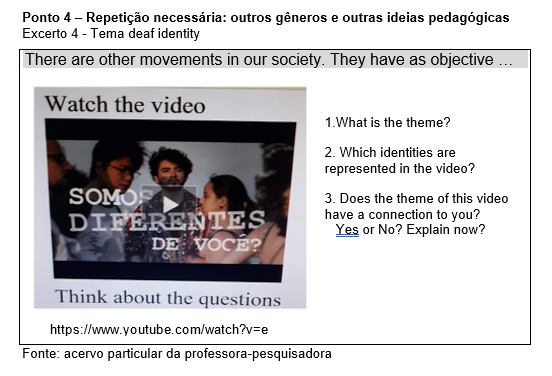 Ponto 4 – Repetição necessária: outros gêneros e outras ideias pedagógicas
Excerto 4 - Tema deaf identity
There are other movements in our society. They have as objective ...
Watch the video
SOMOS
DIFERENTES
DE VOCÊ?
Think about the questions
1.What is the theme?
2. Which identities are
represented in the video?
3. Does the theme of this video
have a connection to you?
Yes or No? Explain now?
https://www.youtube.com/watch?v=e
Fonte: acervo particular da professora-pesquisadora